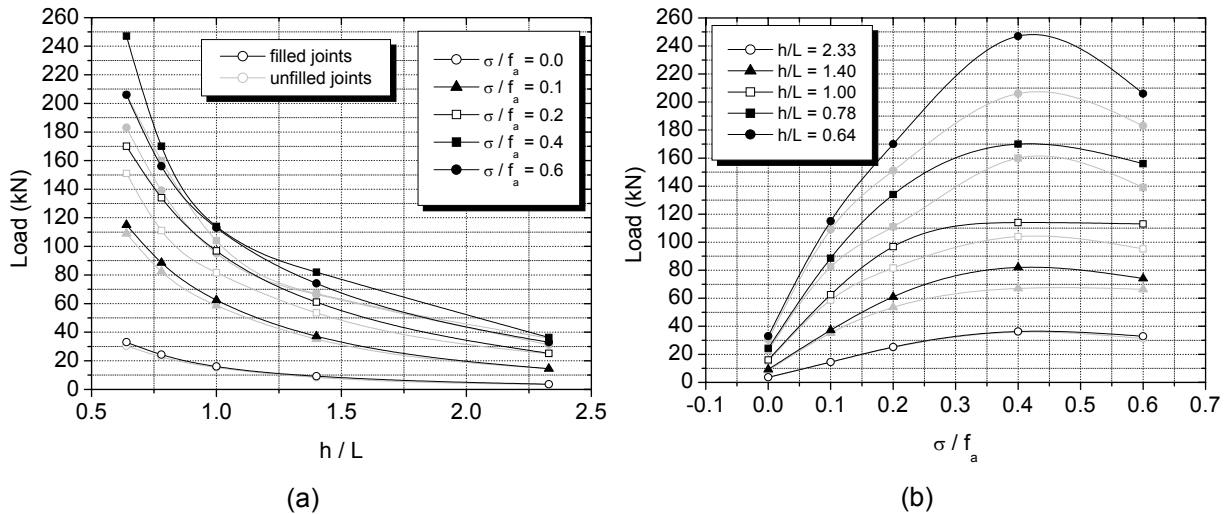 260
240
220
200
180
160
140
120
100
80
60
40
20
0
Load (kN)
filled joints
unfilled joints
σ / fa = 0.0
σ / fa = 0.1
σ / fa = 0.2
σ / fa = 0.4
σ / fa = 0.6
0.5 1.0 1.5 2.0 2.5
h / L
(a)
260
240
220
200
180
160
140
120
100
80
60
40
20
0
Load (kN)
h/L = 2.33
h/L = 1.40
h/L = 1.00
h/L = 0.78
h/L = 0.64
-0.1 0.0 0.1 0.2 0.3 0.4 0.5 0.6 0.7
σ / fa
(b)